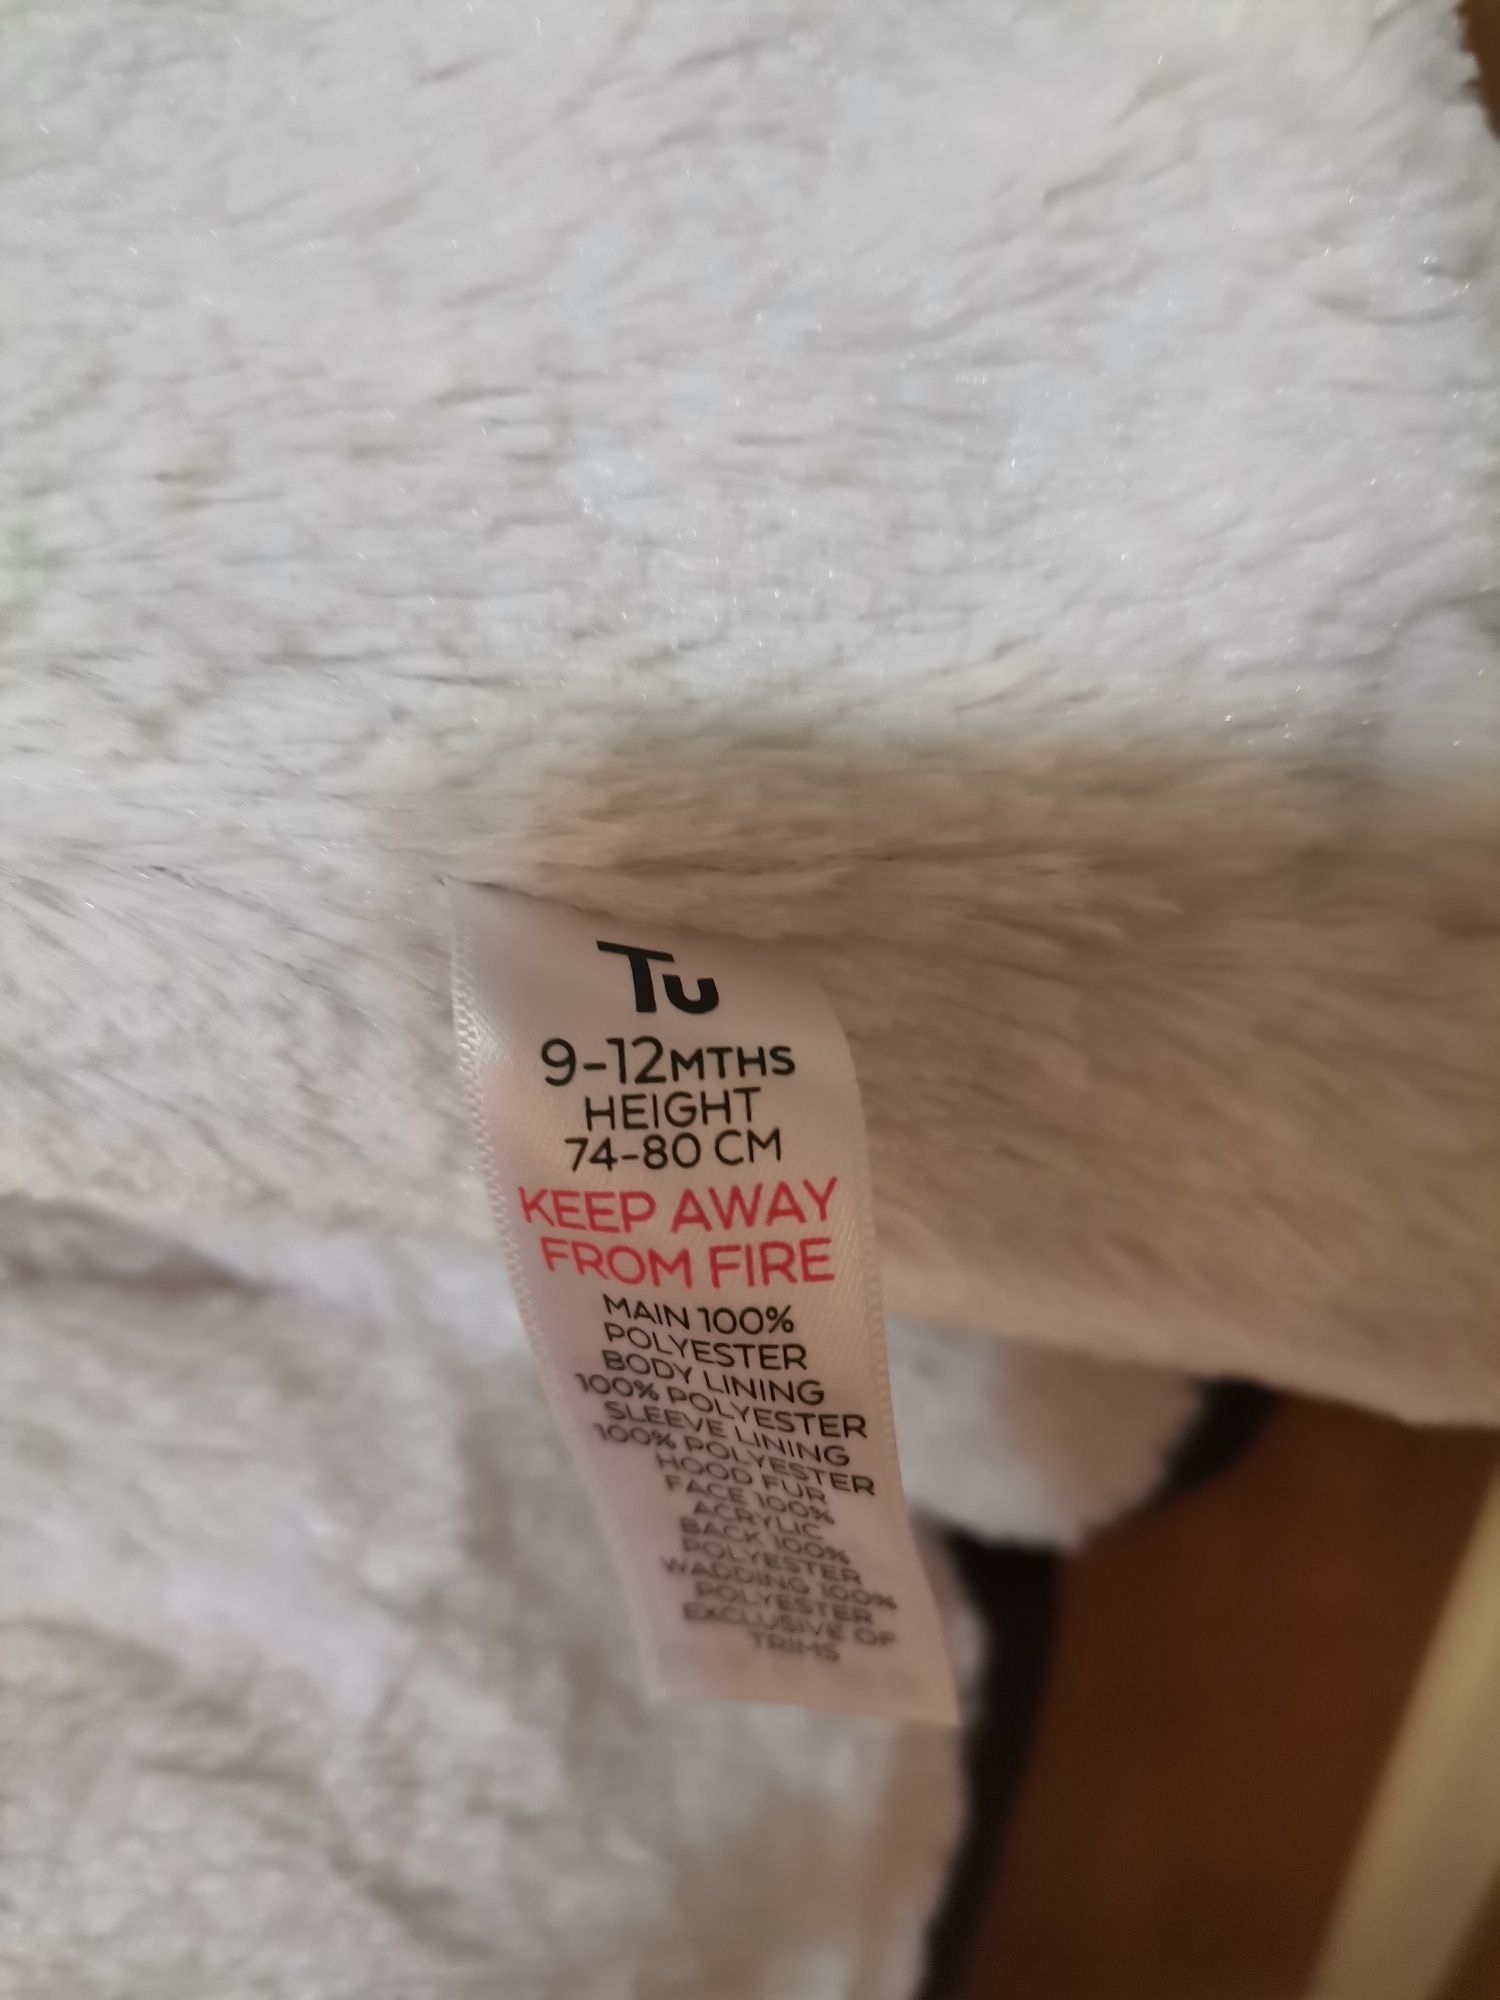 Tu
9-12MTHS
HEIGHT
74-80 CM
KEEP AWAY
FROM FIRE
MAIN 100%
POLYESTER
BODY LINING
100% POLYESTER
SLEEVE LINING
100% POLYESTER
HOOD FUR
FACE 100%
ACRYLIC
BACK 100%
POLYESTER
WADDING 100%
POLYESTER
EXCLUSIVE OF
TRIMS